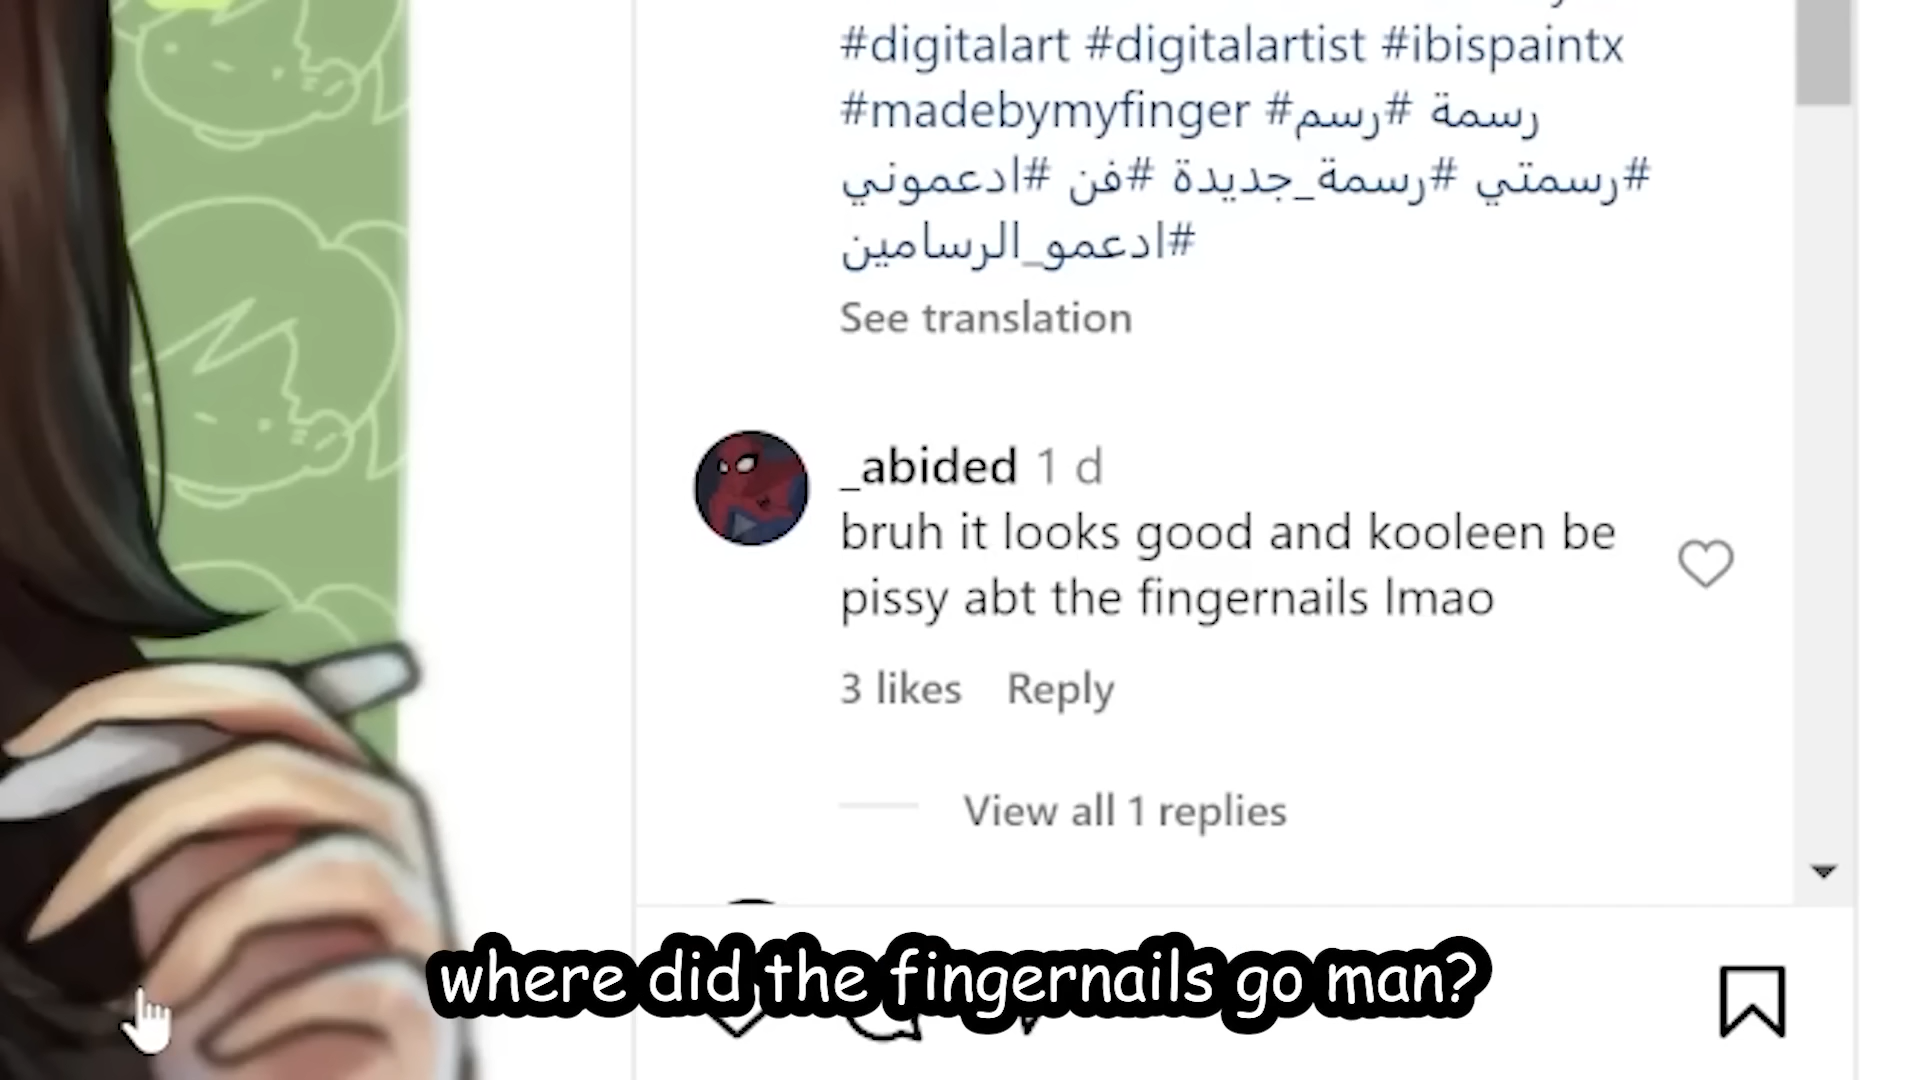 #digitalart #digitalartist #ibispaintx
#madebymyfinger #رسمة #رسم
#رسمتي #رسمة_جديدة #فن #ادعموني
#ادعمو_الرسامين
See translation
_abided 1 d
bruh it looks good and kooleen be
pissy abt the fingernails lmao
3 likes Reply
View all 1 replies
where did the fingernails go man?